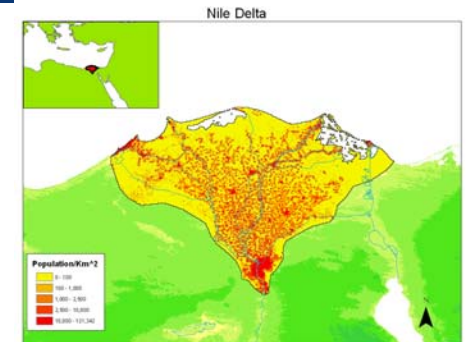 Nile Delta
Population/Km^2
0 - 100
100 - 1,000
1,000 - 2,500
2,500 - 10,000
10,000 - 131,342
N